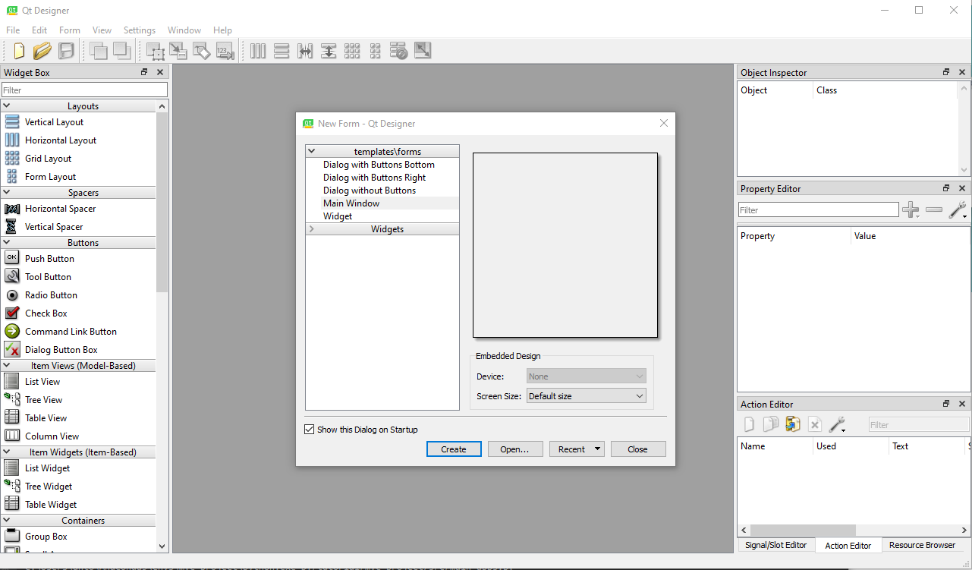 Qt Designer
File Edit Form View Settings Window Help
Widget Box
Filter
Layouts
Vertical Layout
Horizontal Layout
Grid Layout
Form Layout
Spacers
Horizontal Spacer
Vertical Spacer
Buttons
Push Button
Tool Button
Radio Button
Check Box
Command Link Button
Dialog Button Box
Item Views (Model-Based)
List View
Tree View
Table View
Column View
Item Widgets (Item-Based)
List Widget
Tree Widget
Table Widget
Containers
Group Box
New Form - Qt Designer
templates\forms
Dialog with Buttons Bottom
Dialog with Buttons Right
Dialog without Buttons
Main Window
Widget
Widgets
Embedded Design
Device: None
Screen Size: Default size
Show this Dialog on Startup
Create Open... Recent Close
Object Inspector
Object Class
Property Editor
Filter
Property Value
Action Editor
Filter
Name Used Text
Signal/Slot Editor Action Editor Resource Browser